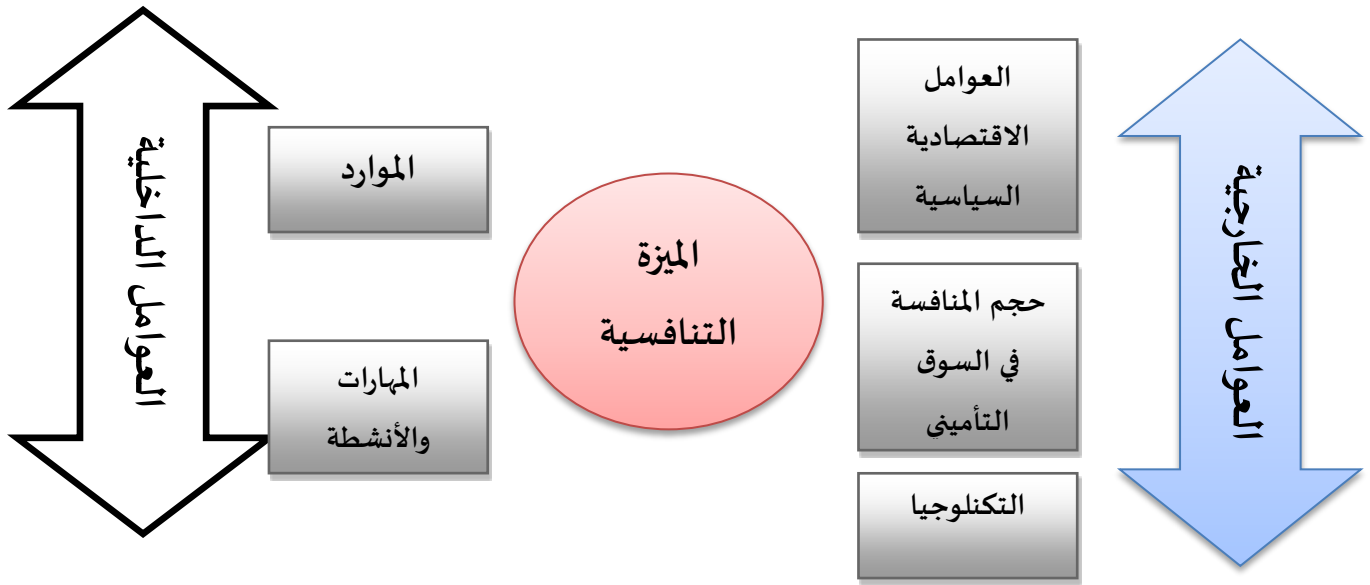 العوامل الخارجية
العوامل
الاقتصادية
السياسية
حجم المنافسة
في السوق
التأميني
التكنلوجيا
الميزة
التنافسية
الموارد
المهارات
والأنشطة
العوامل الداخلية